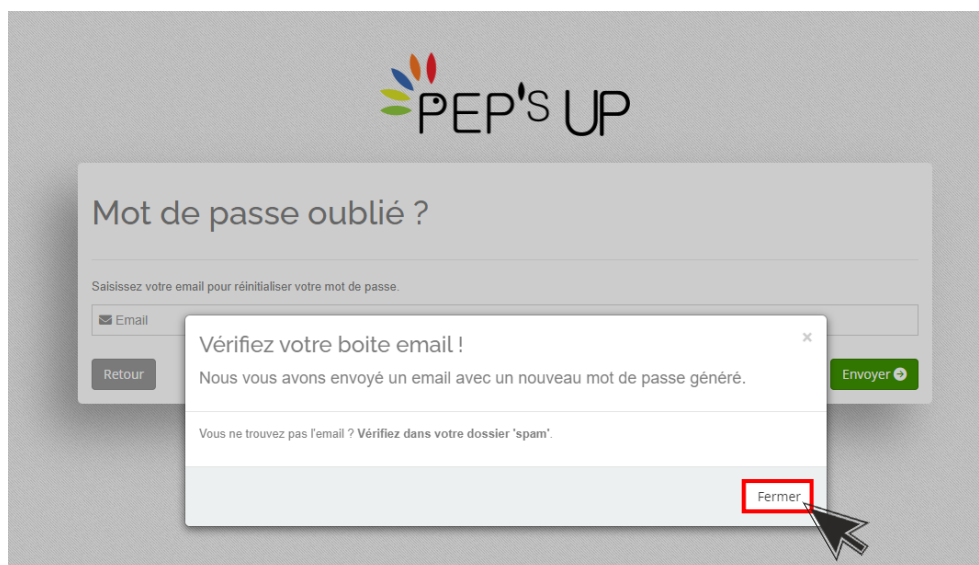 PEP'S UP
Mot de passe oublié ?
Saisissez votre email pour réinitialiser votre mot de passe.
Email
Vérifiez votre boite email !
×
Nous vous avons envoyé un email avec un nouveau mot de passe généré.
Retour
Envoyer
Vous ne trouvez pas l'email ? Vérifiez dans votre dossier 'spam'.
Fermer